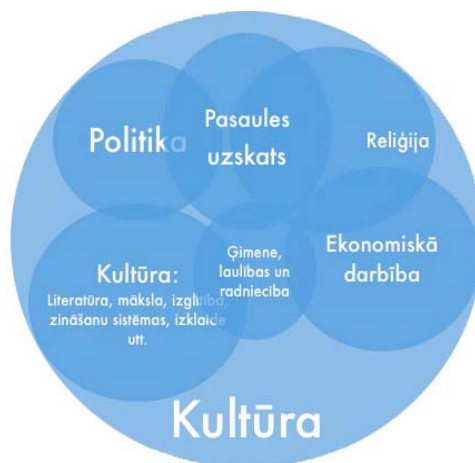 Politika
Pasaules
uzskats
Reliģija
Ģimene,
laulības un
radniecība
Ekonomiskā
darbība
Kultūra:
Literatūra, māksla, izglītība,
zināšanu sistēmas, izklaide
utt.
Kultūra